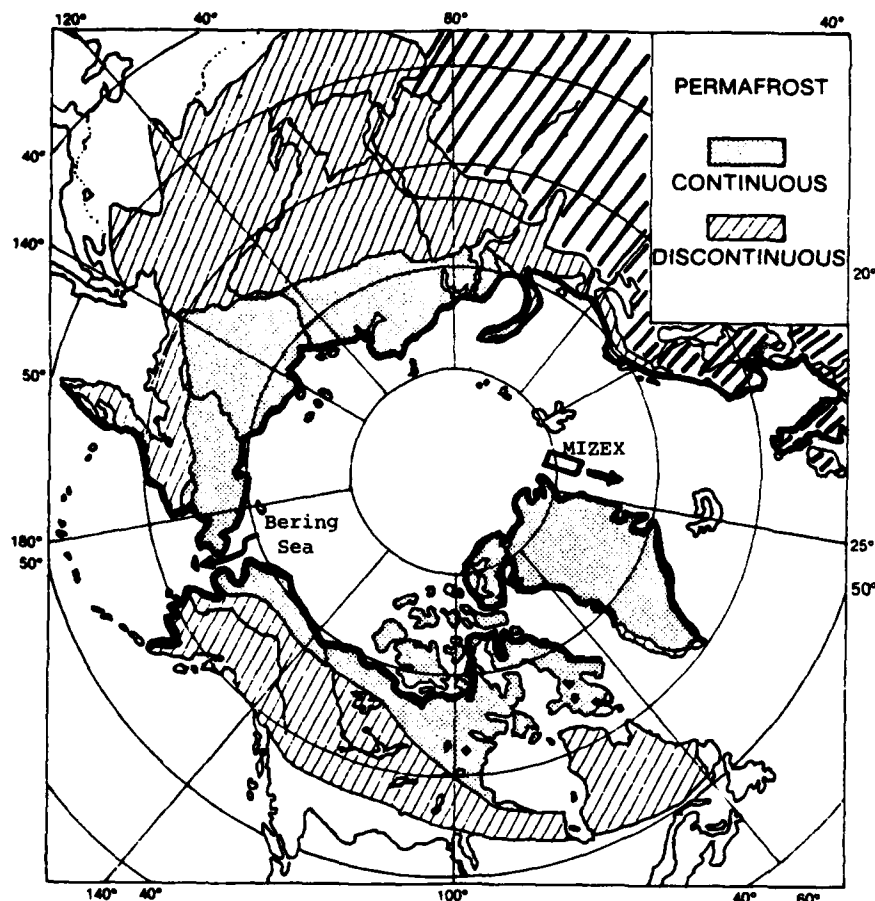 120°
40°
80°
40°
PERMAFROST
CONTINUOUS
DISCONTINUOUS
40°
140°
20°
50°
MIZEX
Bering
Sea
180°
50°
25°
50°
140°
40°
100°
40°
60°